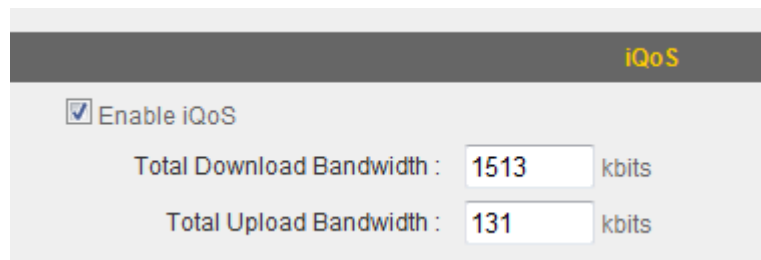 iQoS
Enable iQoS
Total Download Bandwidth : 1513 kbits
Total Upload Bandwidth : 131 kbits